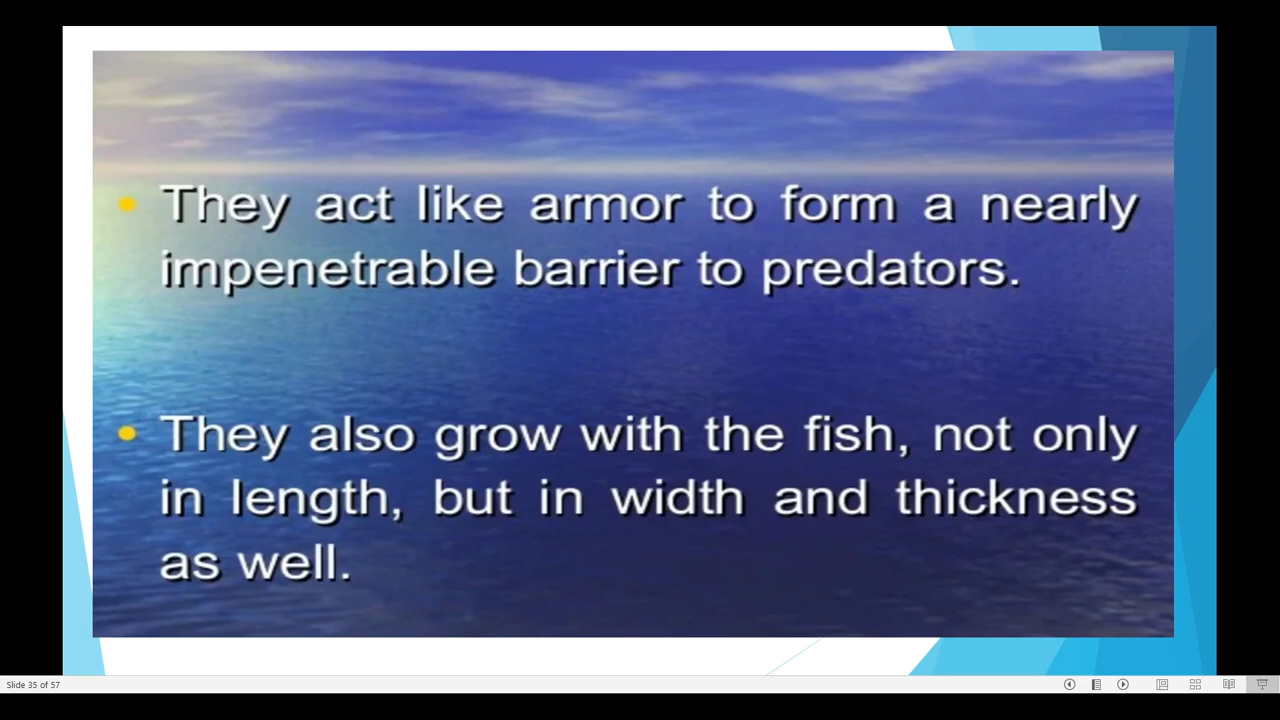 • They act like armor to form a nearly
impenetrable barrier to predators.
• They also grow with the fish, not only
in length, but in width and thickness
as well.
Slide 35 of 57